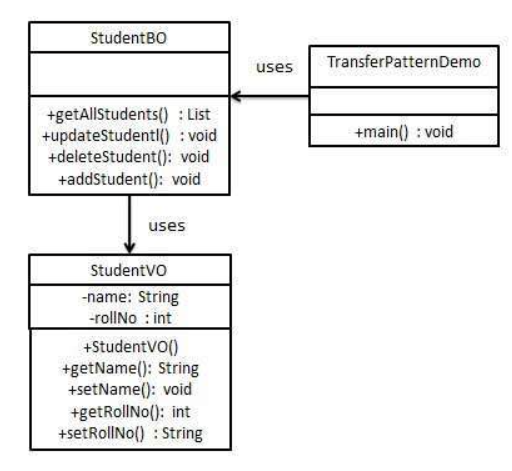 StudentBO
+getAllStudents() : List
+updateStudentl() : void
+deleteStudent(): void
+addStudent(): void
uses
TransferPatternDemo
+main() : void
uses
StudentVO
-name: String
-rollNo : int
+StudentVO()
+getName(): String
+setName(): void
+getRollNo(): int
+setRollNo() : String